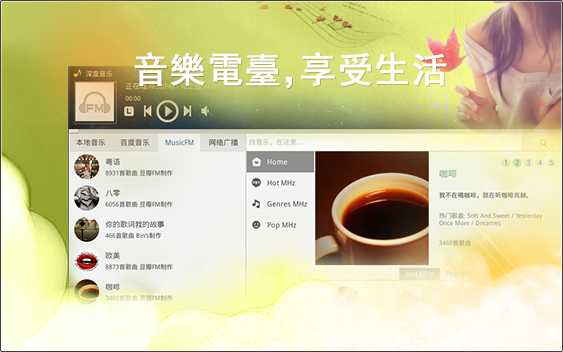 音樂電臺,享受生活
深度音乐
00:00
FM
本地音乐 百度音乐 MusicFM 网络广播
找音乐，在这里...
粤语
8931首歌曲 豆瓣FM制作
八零
6056首歌曲 豆瓣FM制作
你的歌词我的故事
466首歌曲 Bin's制作
欧美
8873首歌曲 豆瓣FM制作
咖啡
3460首歌曲 豆瓣FM制作
Home
Hot MHz
Genres MHz
Pop MHz
1 2 3 4 5
咖啡
我不在喝咖啡，就在听咖啡兆赫。
热门歌曲: Soft And Sweet / Yesterday
Once More / Dreames
3460首歌曲
Hot MHz
Pop MHz